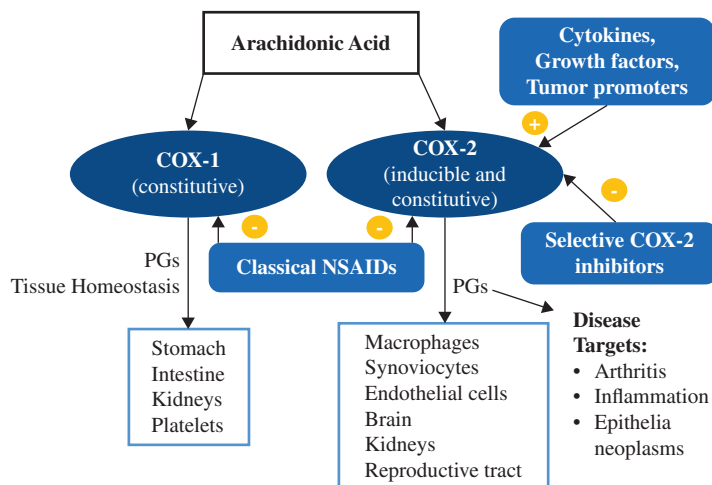 Arachidonic Acid
Cytokines,
Growth factors,
Tumor promoters
+
COX-1
(constitutive)
COX-2
(inducible and
constitutive)
-
-
-
Classical NSAIDs
Selective COX-2
inhibitors
PGs
Tissue Homeostasis
PGs
Stomach
Intestine
Kidneys
Platelets
Macrophages
Synoviocytes
Endothelial cells
Brain
Kidneys
Reproductive tract
Disease
Targets:
• Arthritis
• Inflammation
• Epithelia
neoplasms